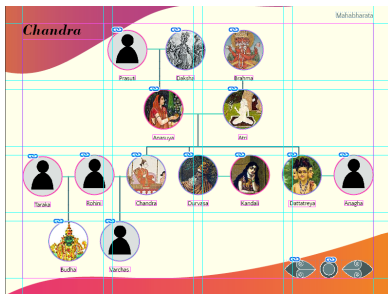 Mahabharata
Chandra
Prasuti
Daksha
Brahma
Anasuya
Atri
Taraka
Rohini
Chandra
Durvasa
Kandali
Dattatreya
Anagha
Budha
Varchas